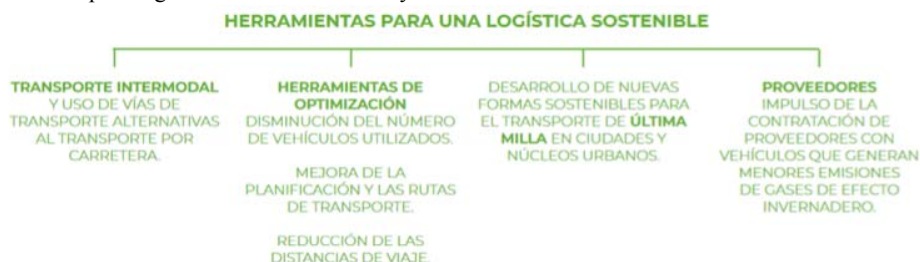 HERRAMIENTAS PARA UNA LOGÍSTICA SOSTENIBLE
TRANSPORTE INTERMODAL
Y USO DE VÍAS DE
TRANSPORTE ALTERNATIVAS
AL TRANSPORTE POR
CARRETERA.
HERRAMIENTAS DE
OPTIMIZACIÓN
DISMINUCIÓN DEL NÚMERO
DE VEHÍCULOS UTILIZADOS.
MEJORA DE LA
PLANIFICACIÓN Y LAS RUTAS
DE TRANSPORTE.
REDUCCIÓN DE LAS
DISTANCIAS DE VIAJE.
DESARROLLO DE NUEVAS
FORMAS SOSTENIBLES PARA
EL TRANSPORTE DE ÚLTIMA
MILLA EN CIUDADES Y
NÚCLEOS URBANOS.
PROVEEDORES
IMPULSO DE LA
CONTRATACIÓN DE
PROVEEDORES CON
VEHÍCULOS QUE GENERAN
MENORES EMISIONES
DE GASES DE EFECTO
INVERNADERO.